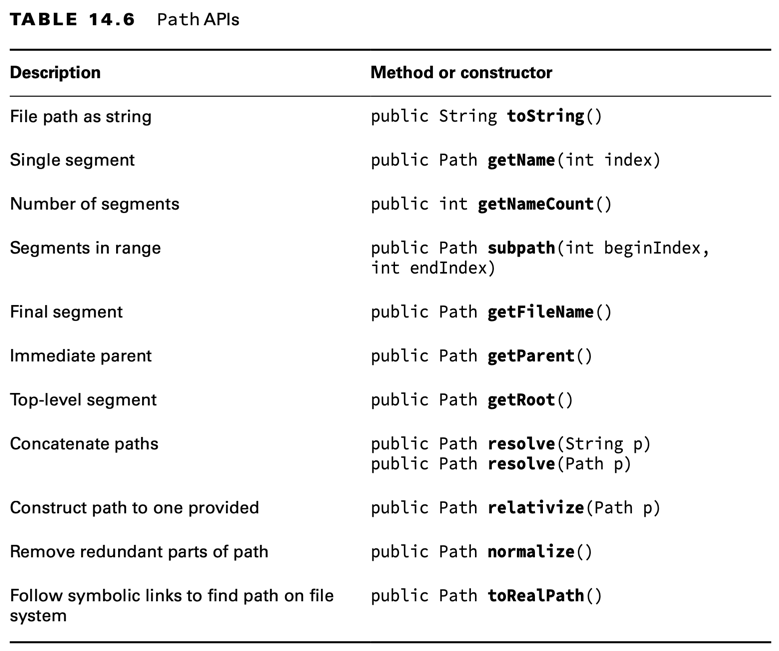 TABLE 14.6 Path APIs
Description Method or constructor
File path as string public String toString()
Single segment public Path getName(int index)
Number of segments public int getNameCount()
Segments in range public Path subpath(int beginIndex,
int endIndex)
Final segment public Path getFileName()
Immediate parent public Path getParent()
Top-level segment public Path getRoot()
Concatenate paths public Path resolve(String p)
public Path resolve(Path p)
Construct path to one provided public Path relativize(Path p)
Remove redundant parts of path public Path normalize()
Follow symbolic links to find path on file public Path toRealPath()
system